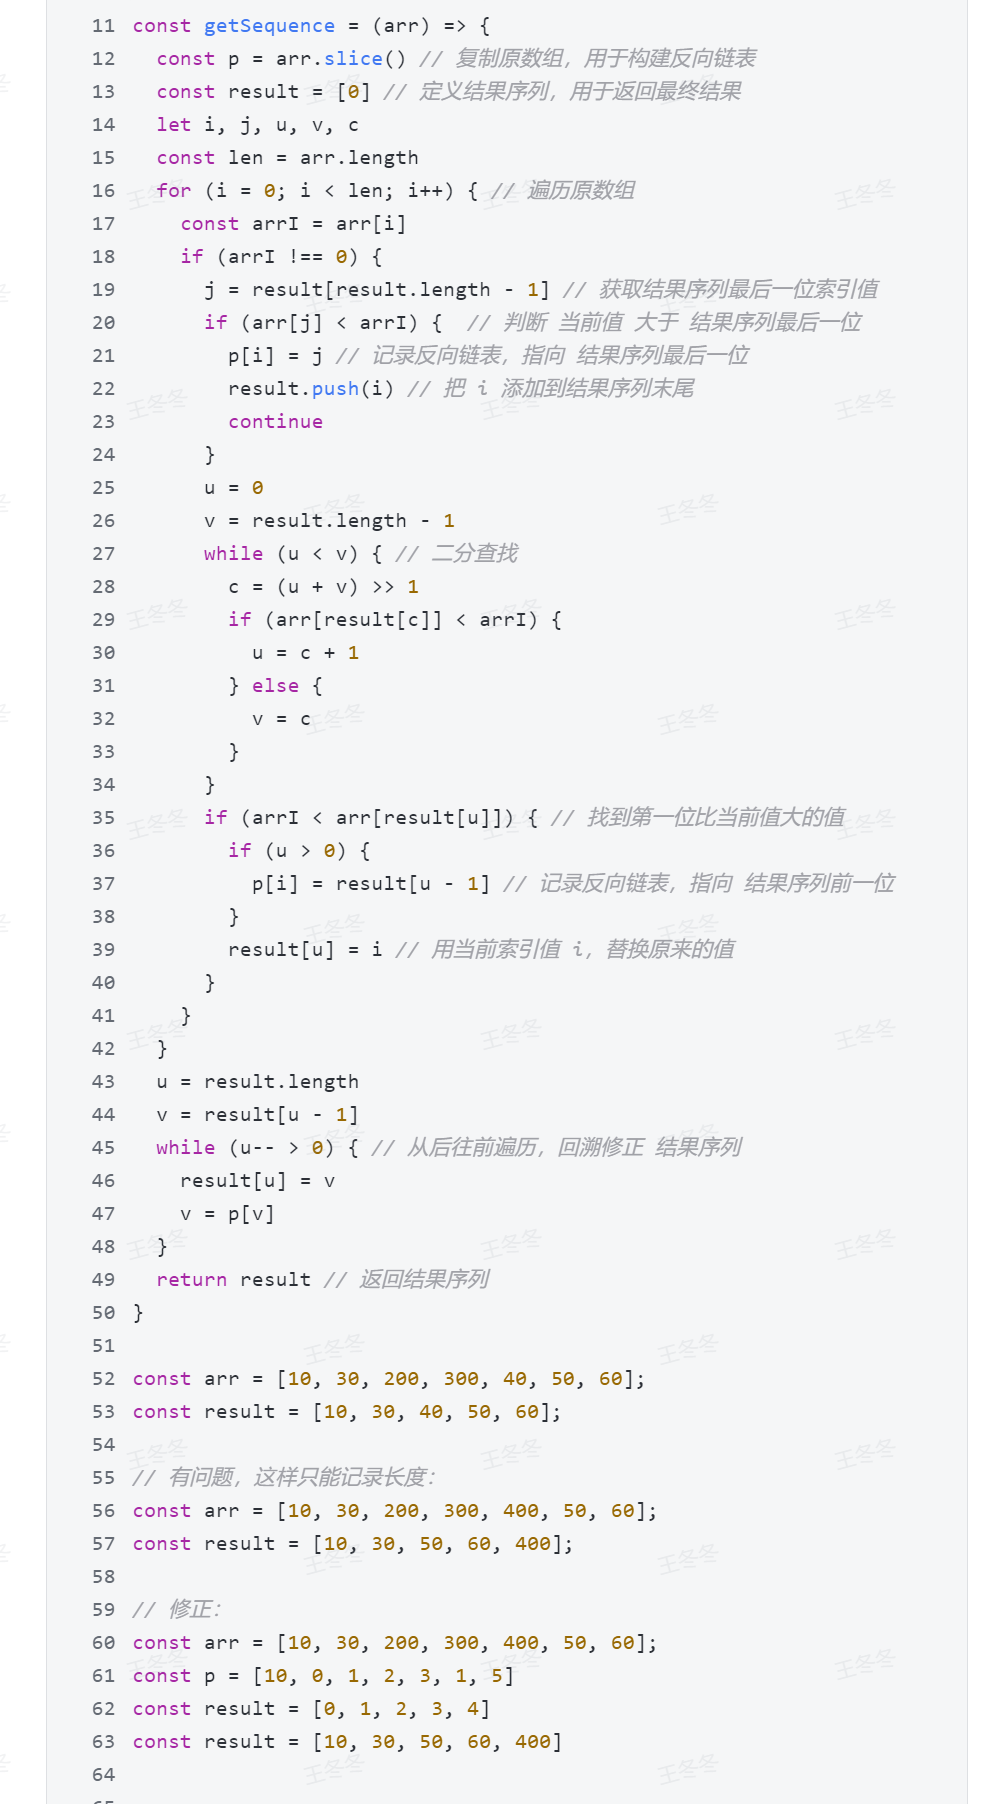 11 const getSequence = (arr) => {
12   const p = arr.slice() // 复制原数组，用于构建反向链表
13   const result = [0] // 定义结果序列，用于返回最终结果
14   let i, j, u, v, c
15   const len = arr.length
16   for (i = 0; i < len; i++) { // 遍历原数组
17     const arrI = arr[i]
18     if (arrI !== 0) {
19       j = result[result.length - 1] // 获取结果序列最后一位索引值
20       if (arr[j] < arrI) {  // 判断 当前值 大于 结果序列最后一位
21         p[i] = j // 记录反向链表，指向 结果序列最后一位
22         result.push(i) // 把 i 添加到结果序列末尾
23         continue
24       }
25       u = 0
26       v = result.length - 1
27       while (u < v) { // 二分查找
28         c = (u + v) >> 1
29         if (arr[result[c]] < arrI) {
30           u = c + 1
31         } else {
32           v = c
33         }
34       }
35       if (arrI < arr[result[u]]) { // 找到第一位比当前值大的值
36         if (u > 0) {
37           p[i] = result[u - 1] // 记录反向链表，指向 结果序列前一位
38         }
39         result[u] = i // 用当前索引值 i，替换原来的值
40       }
41     }
42   }
43   u = result.length
44   v = result[u - 1]
45   while (u-- > 0) { // 从后往前遍历，回溯修正 结果序列
46     result[u] = v
47     v = p[v]
48   }
49   return result // 返回结果序列
50 }
51
52 const arr = [10, 30, 200, 300, 40, 50, 60];
53 const result = [10, 30, 40, 50, 60];
54
55 // 有问题，这样只能记录长度：
56 const arr = [10, 30, 200, 300, 400, 50, 60];
57 const result = [10, 30, 50, 60, 400];
58
59 // 修正：
60 const arr = [10, 30, 200, 300, 400, 50, 60];
61 const p = [10, 0, 1, 2, 3, 1, 5]
62 const result = [0, 1, 2, 3, 4]
63 const result = [10, 30, 50, 60, 400]
64
王冬冬